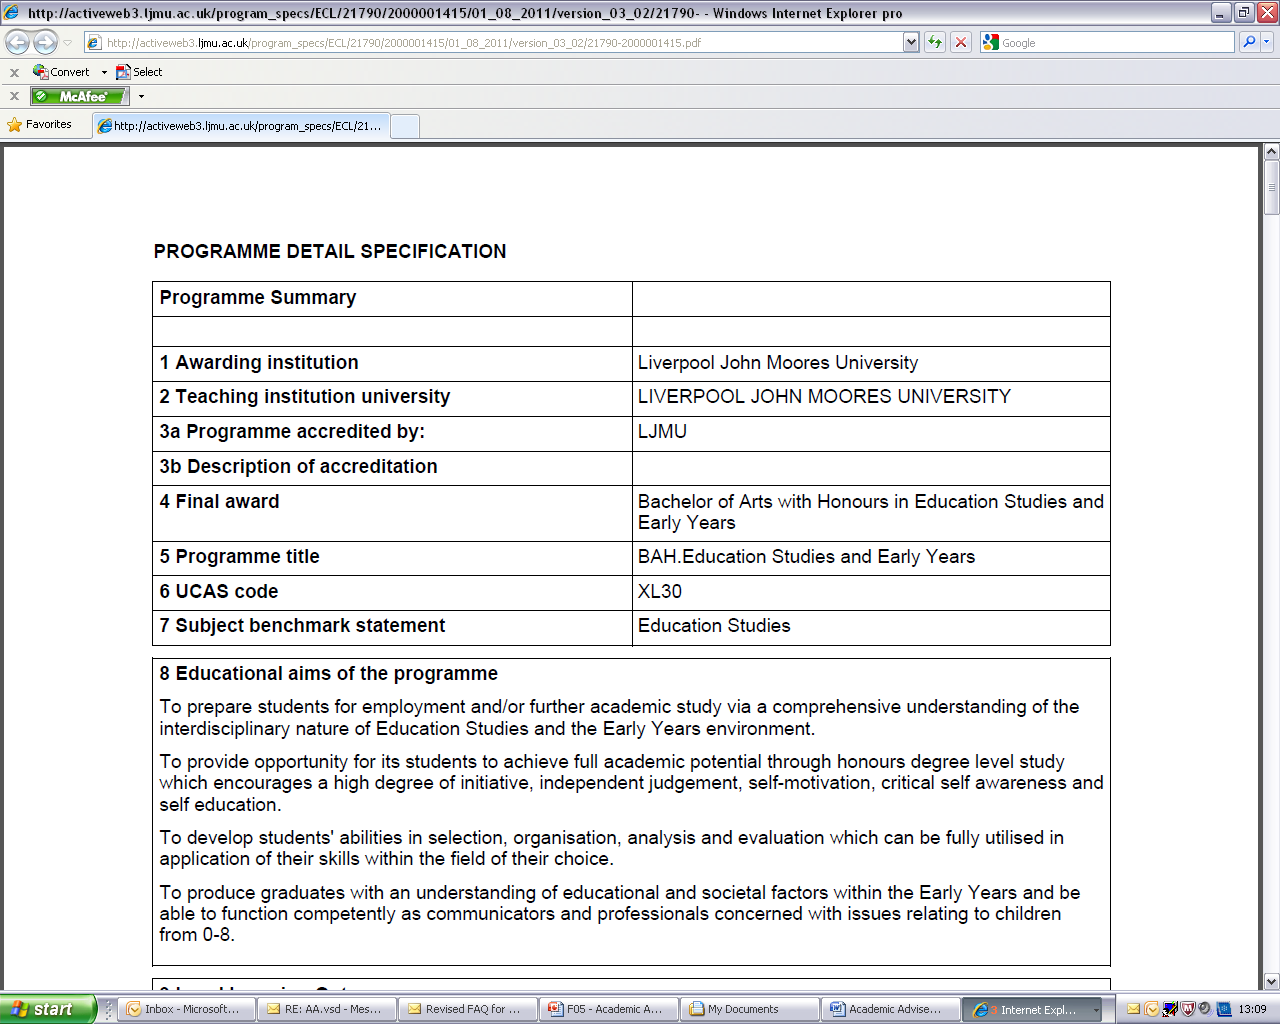 http://activeweb3.ljmu.ac.uk/program_specs/ECL/21790/2000001415/01_08_2011/version_03_02/21790- - Windows Internet Explorer pro
http://activeweb3.ljmu.ac.uk/program_specs/ECL/21790/2000001415/01_08_2011/version_03_02/21790-2000001415.pdf
Google
x Convert Select
x McAfee
Favorites http://activeweb3.ljmu.ac.uk/program_specs/ECL/21...
PROGRAMME DETAIL SPECIFICATION
Programme Summary
1 Awarding institution Liverpool John Moores University
2 Teaching institution university LIVERPOOL JOHN MOORES UNIVERSITY
3a Programme accredited by: LJMU
3b Description of accreditation
4 Final award Bachelor of Arts with Honours in Education Studies and
Early Years
5 Programme title BAH.Education Studies and Early Years
6 UCAS code XL30
7 Subject benchmark statement Education Studies
8 Educational aims of the programme
To prepare students for employment and/or further academic study via a comprehensive understanding of the
interdisciplinary nature of Education Studies and the Early Years environment.
To provide opportunity for its students to achieve full academic potential through honours degree level study
which encourages a high degree of initiative, independent judgement, self-motivation, critical self awareness and
self education.
To develop students' abilities in selection, organisation, analysis and evaluation which can be fully utilised in
application of their skills within the field of their choice.
To produce graduates with an understanding of educational and societal factors within the Early Years and be
able to function competently as communicators and professionals concerned with issues relating to children
from 0-8.
start Inbox - Microsoft... RE: AA.vsd - Mes... Revised FAQ for ... F05 - Academic A... My Documents Academic Advise... Internet Expl... 13:09